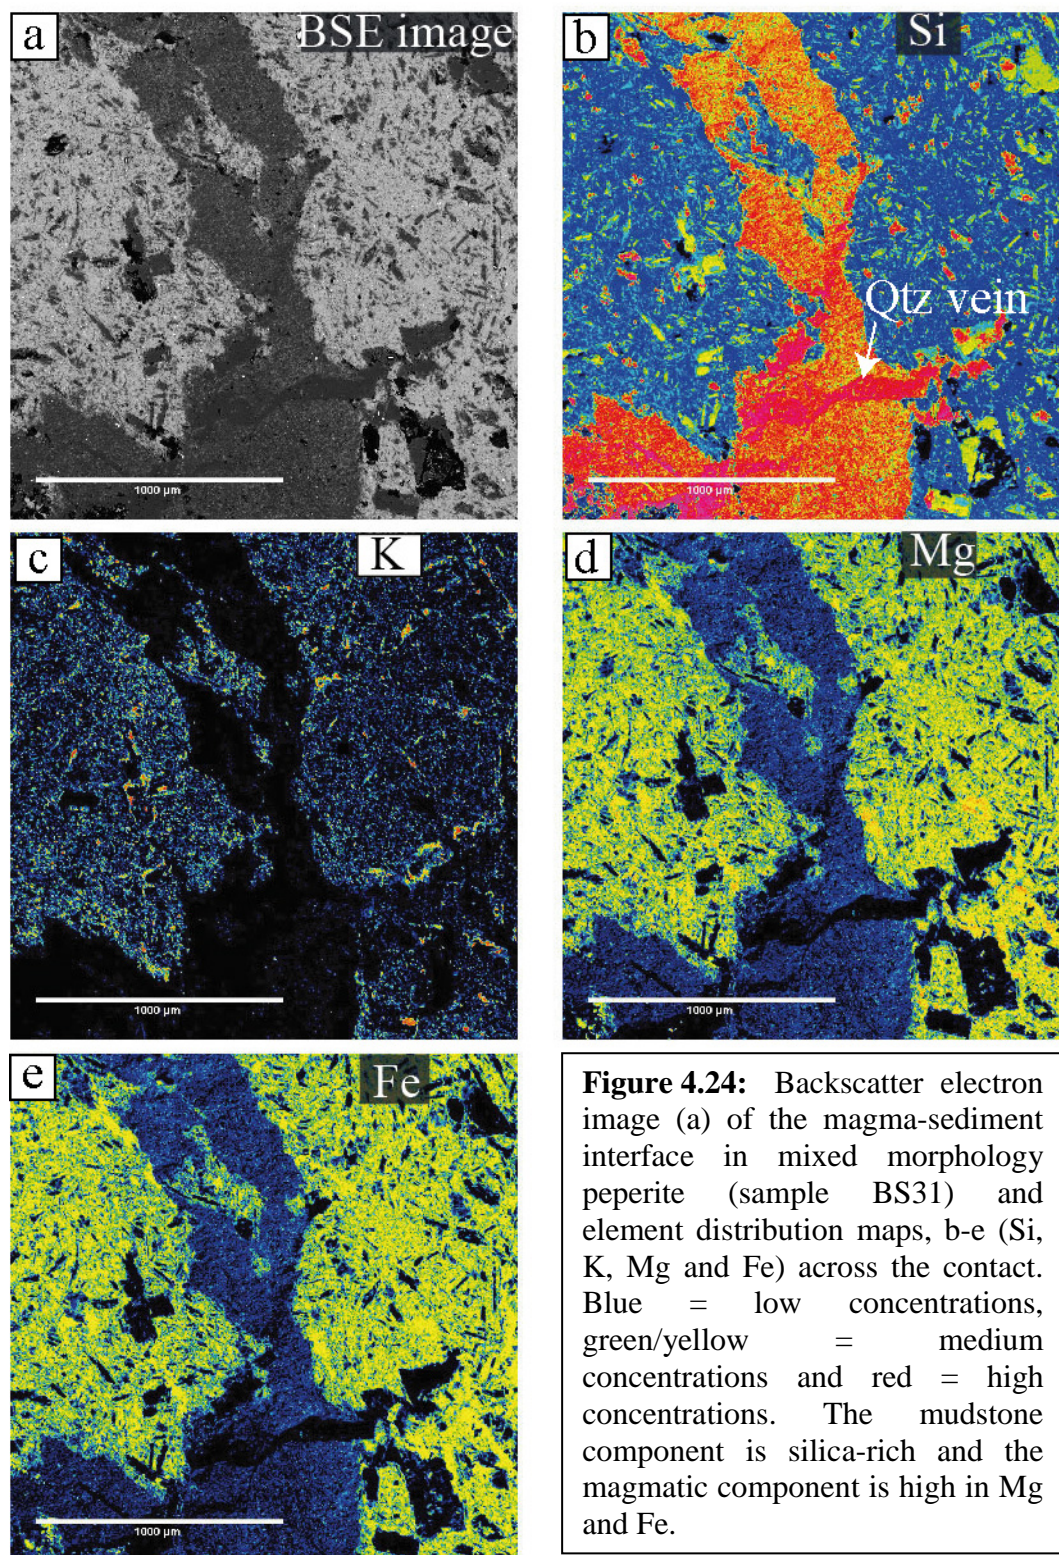 a
BSE image
b
Si
Qtz vein
1000 µm
1000 µm
c
K
d
Mg
1000 µm
1000 µm
e
Fe
1000 µm
Figure 4.24: Backscatter electron
image (a) of the magma-sediment
interface in mixed morphology
peperite (sample BS31) and
element distribution maps, b-e (Si,
K, Mg and Fe) across the contact.
Blue = low concentrations,
green/yellow = medium
concentrations and red = high
concentrations. The mudstone
component is silica-rich and the
magmatic component is high in Mg
and Fe.